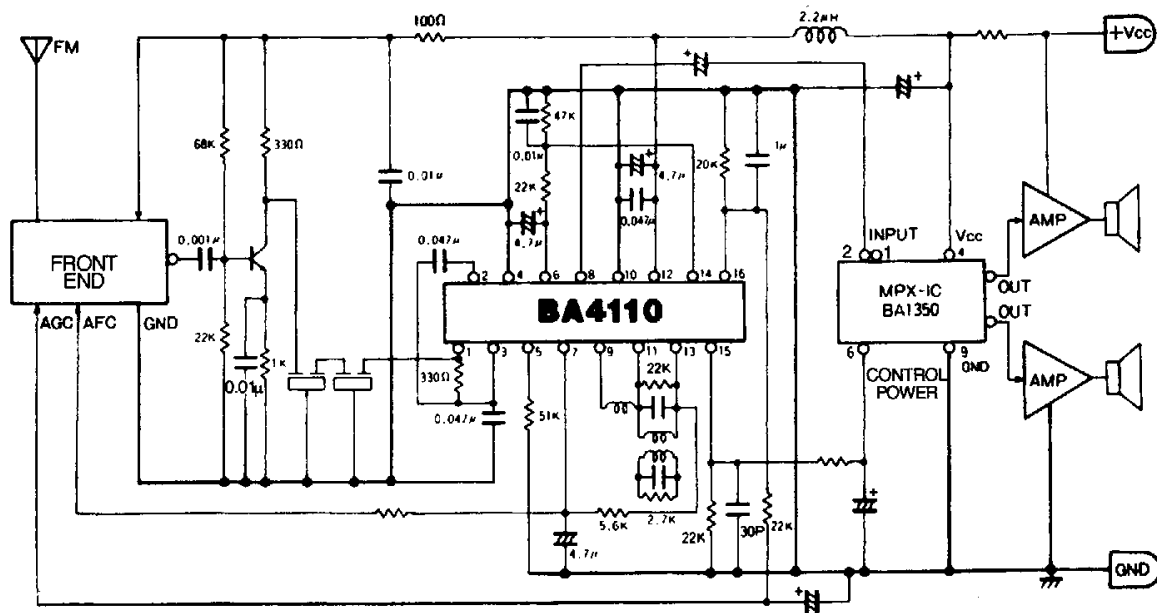 100Ω
2.2μH
+Vcc
FM
68K
330Ω
0.01μ
0.01μ
47K
22K
4.7μ
0.047μ
20K
1μ
AMP
0.001μ
0.047μ
INPUT
2 1
Vcc
4
FRONT
END
2 4 6 8 10 12 14 16
BA4110
MPX-IC
BA1350
OUT
OUT
AGC AFC GND
1 3 5 7 9 11 13 15
6 9
GND
CONTROL
POWER
AMP
22K
0.01μ
1K
330Ω
0.047μ
51K
22K
2.7K
5.6K
4.7μ
22K
30P
22K
GND